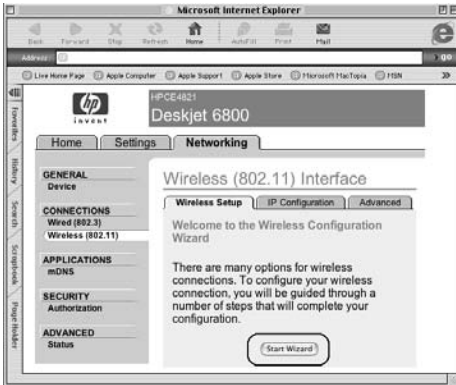 Microsoft Internet Explorer
Back Forward Stop Refresh Home AutoFill Print Mail
Address: go
Live Home Page Apple Computer Apple Support Apple Store Microsoft MacTopia MSN
Favorites
History
Search
Scrapbook
Page Holder
hp
invent
HPCE4821
Deskjet 6800
Home Settings Networking
GENERAL
Device
CONNECTIONS
Wired (802.3)
Wireless (802.11)
APPLICATIONS
mDNS
SECURITY
Authorization
ADVANCED
Status
Wireless (802.11) Interface
Wireless Setup IP Configuration Advanced
Welcome to the Wireless Configuration
Wizard
There are many options for wireless
connections. To configure your wireless
connection, you will be guided through a
number of steps that will complete your
configuration.
Start Wizard